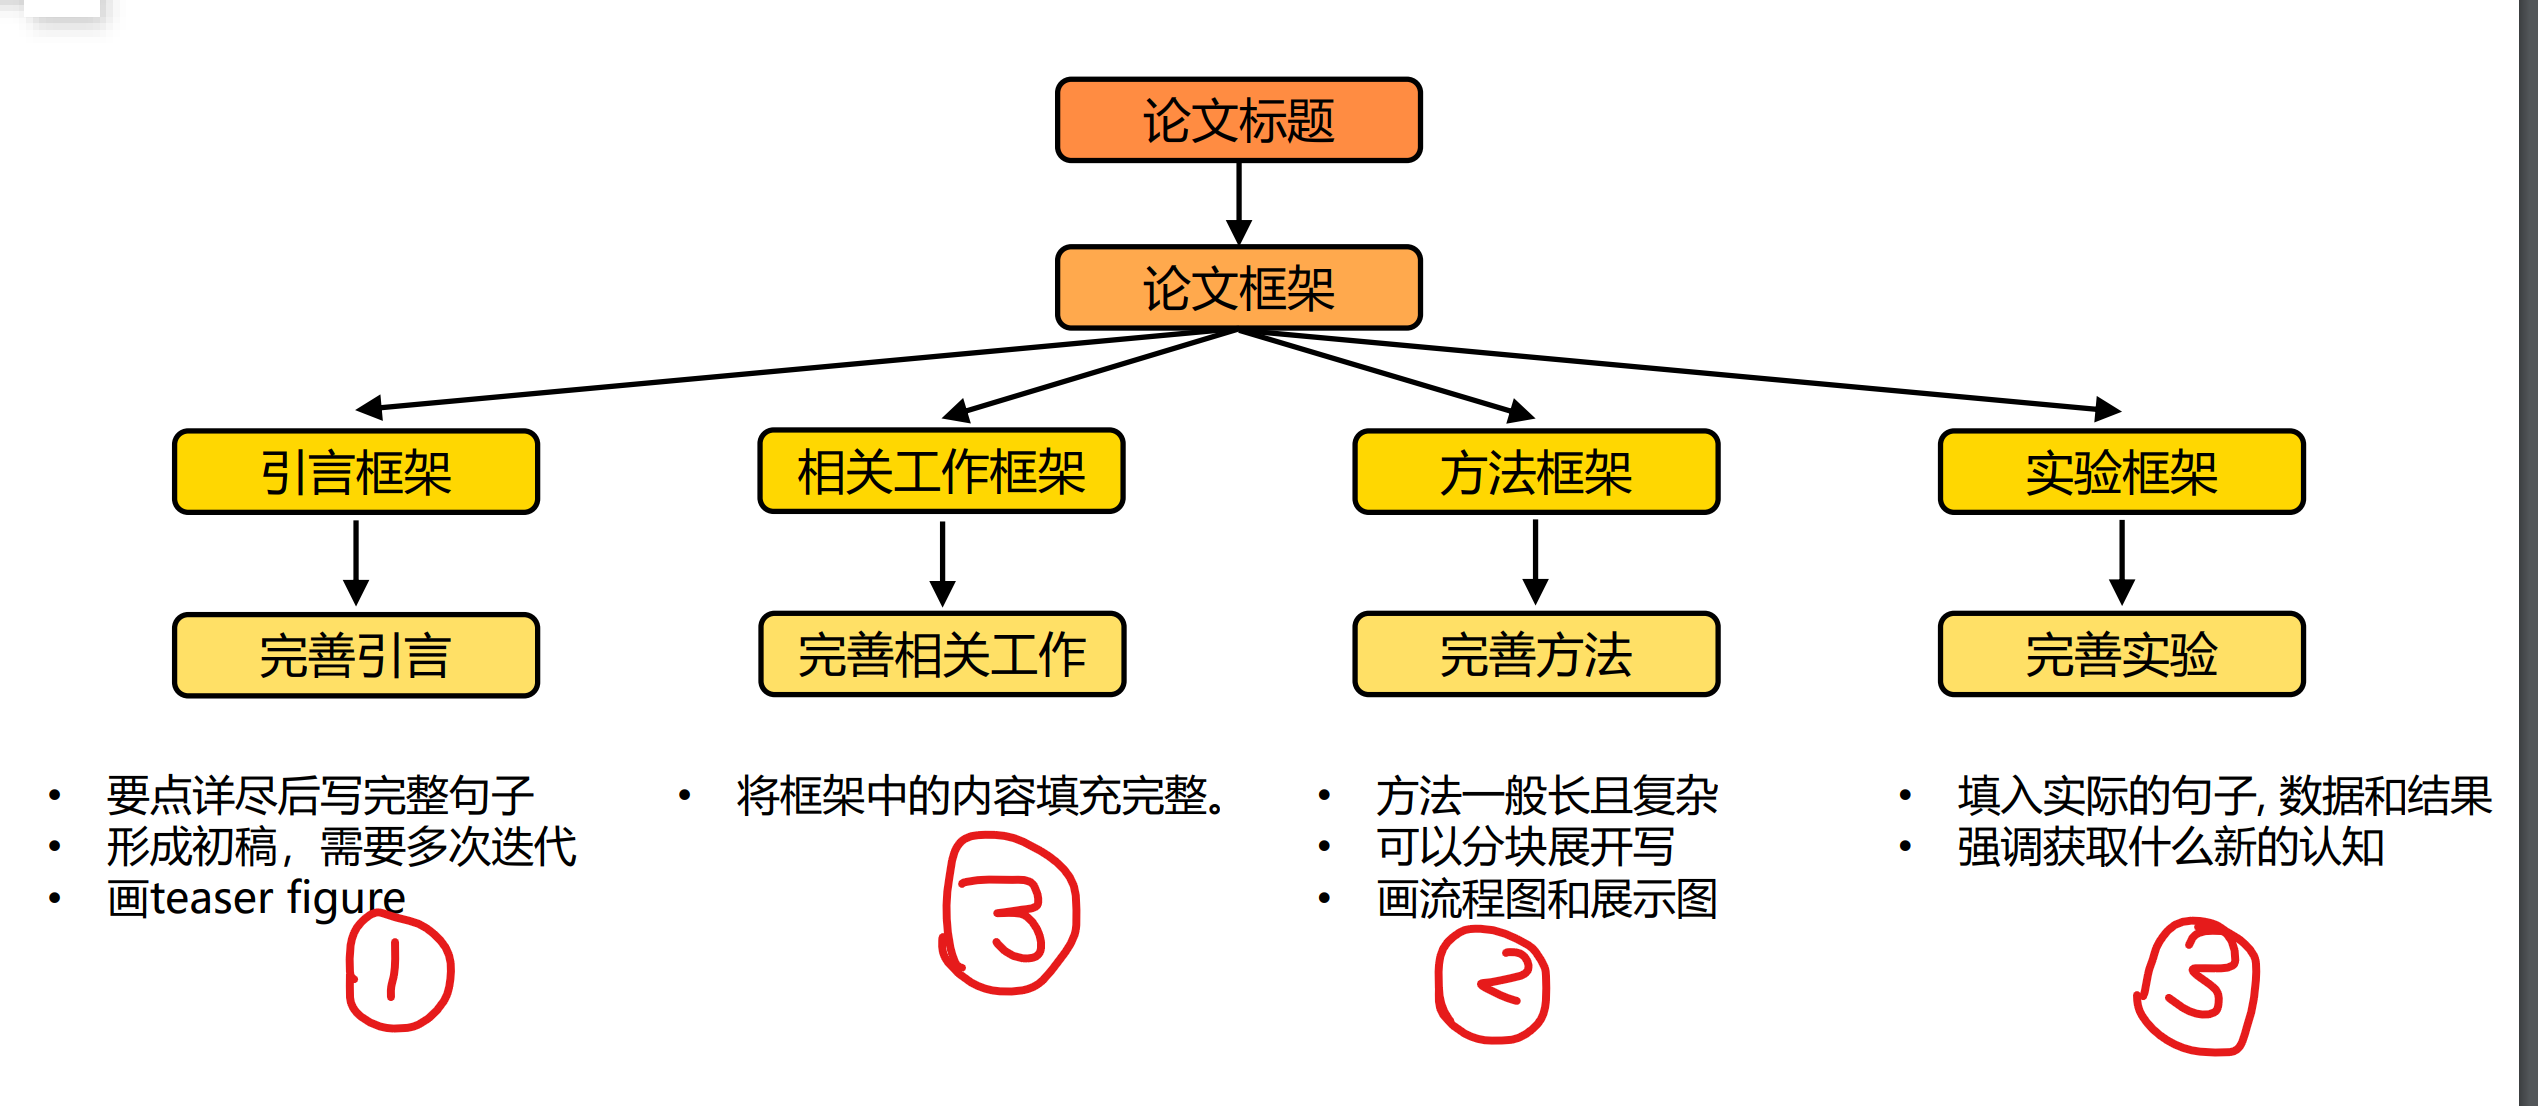 论文标题
论文框架
引言框架
相关工作框架
方法框架
实验框架
完善引言
完善相关工作
完善方法
完善实验
• 要点详尽后写完整句子
• 形成初稿，需要多次迭代
• 画teaser figure
1
• 将框架中的内容填充完整。
3
• 方法一般长且复杂
• 可以分块展开写
• 画流程图和展示图
2
• 填入实际的句子, 数据和结果
• 强调获取什么新的认知
3